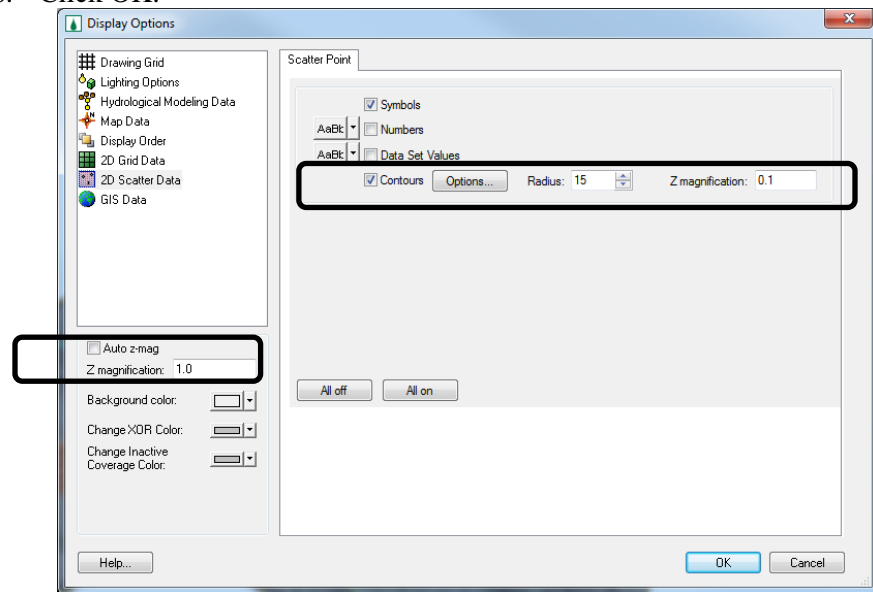 Click OK.
Display Options
Drawing Grid
Lighting Options
Hydrological Modeling Data
Map Data
Display Order
2D Grid Data
2D Scatter Data
GIS Data
Scatter Point
Symbols
AaBb Numbers
AaBb Data Set Values
Contours Options... Radius: 15 Z magnification: 0.1
Auto z-mag
Z magnification: 1.0
Background color:
Change XOR Color:
Change Inactive
Coverage Color:
All off All on
Help... OK Cancel